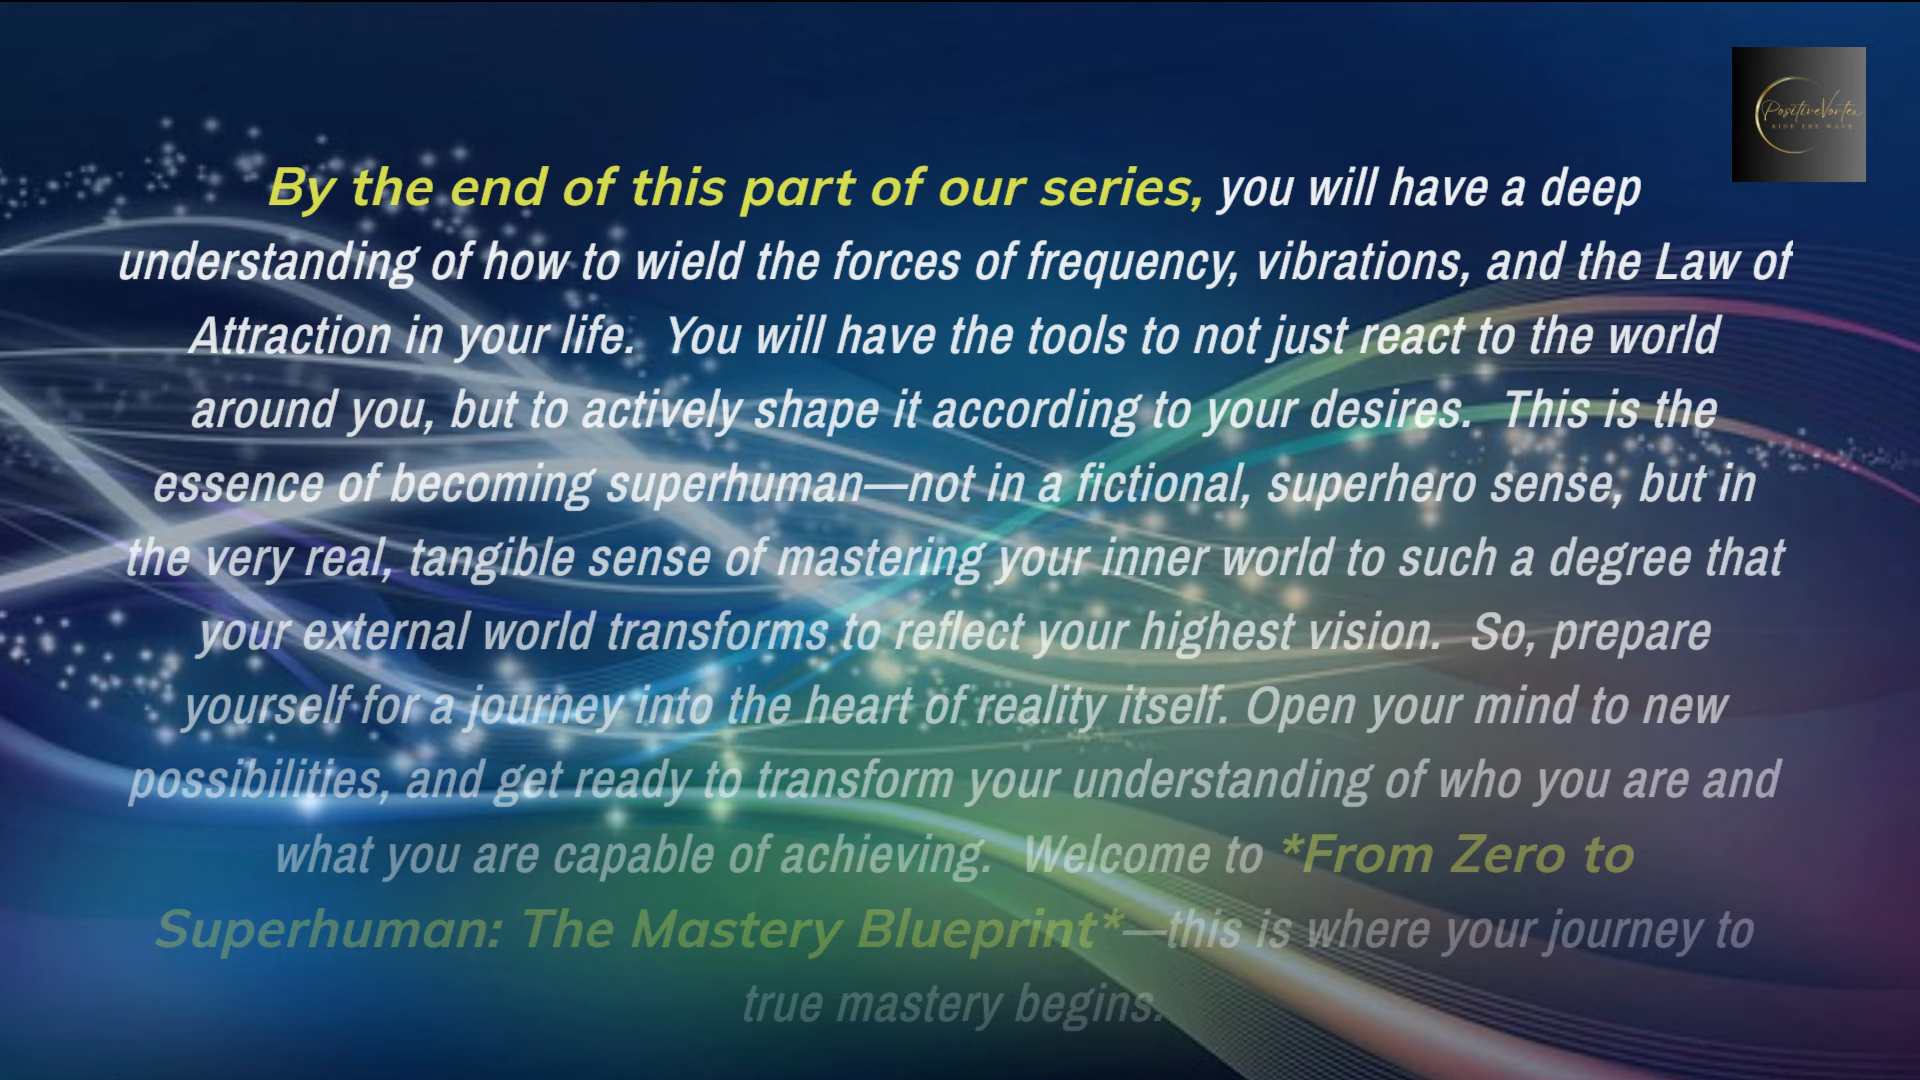 PositiveVortex
RIDE THE WAVE
By the end of this part of our series, you will have a deep
understanding of how to wield the forces of frequency, vibrations, and the Law of
Attraction in your life.  You will have the tools to not just react to the world
around you, but to actively shape it according to your desires.  This is the
essence of becoming superhuman—not in a fictional, superhero sense, but in
the very real, tangible sense of mastering your inner world to such a degree that
your external world transforms to reflect your highest vision.  So, prepare
yourself for a journey into the heart of reality itself. Open your mind to new
possibilities, and get ready to transform your understanding of who you are and
what you are capable of achieving.  Welcome to *From Zero to
Superhuman: The Mastery Blueprint*—this is where your journey to
true mastery begins.